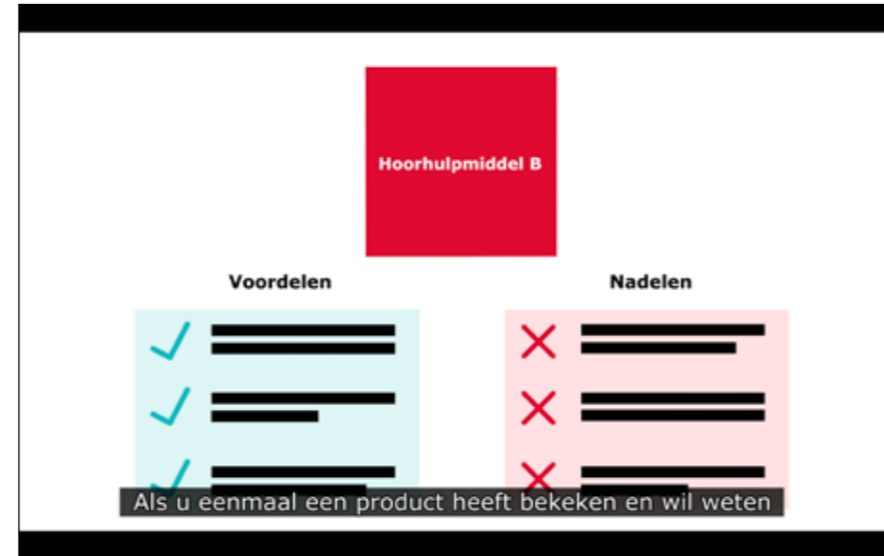 Hoorhulpmiddel B
Voordelen
Nadelen
Als u eenmaal een product heeft bekeken en wil weten